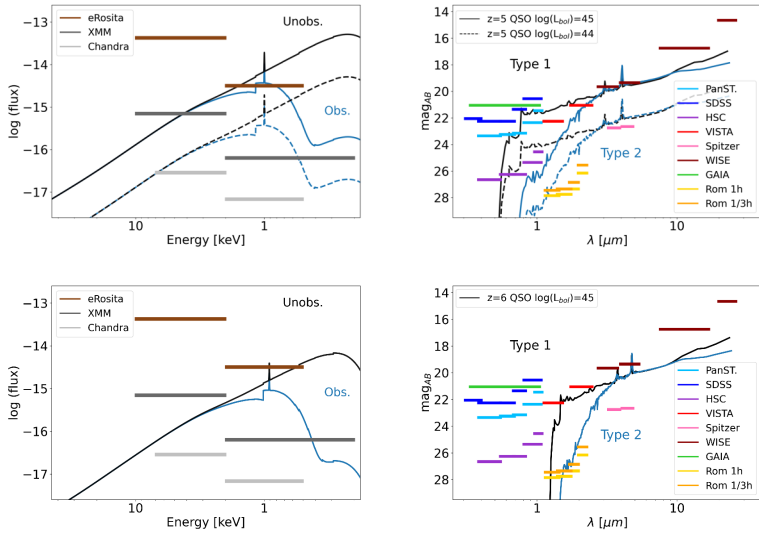 eRosita
XMM
Chandra
Unobs.
Obs.
−13
−14
−15
−16
−17
log (flux)
10
1
Energy [keV]
z=5 QSO log(L_bol)=45
z=5 QSO log(L_bol)=44
Type 1
Type 2
PanST.
SDSS
HSC
VISTA
Spitzer
WISE
GAIA
Rom 1h
Rom 1/3h
14
16
18
20
22
24
26
28
mag_AB
1
10
λ [μm]
eRosita
XMM
Chandra
Unobs.
Obs.
−13
−14
−15
−16
−17
log (flux)
10
1
Energy [keV]
z=6 QSO log(L_bol)=45
Type 1
Type 2
PanST.
SDSS
HSC
VISTA
Spitzer
WISE
GAIA
Rom 1h
Rom 1/3h
14
16
18
20
22
24
26
28
mag_AB
1
10
λ [μm]